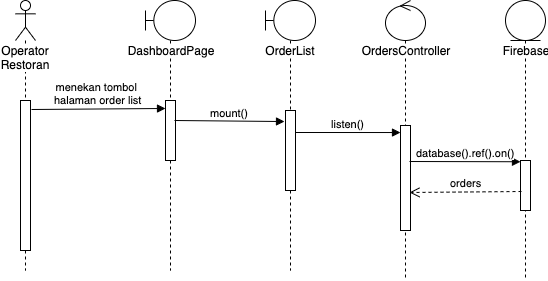 Operator
Restoran
DashboardPage
OrderList
OrdersController
Firebase
menekan tombol
halaman order list
mount()
listen()
database().ref().on()
orders